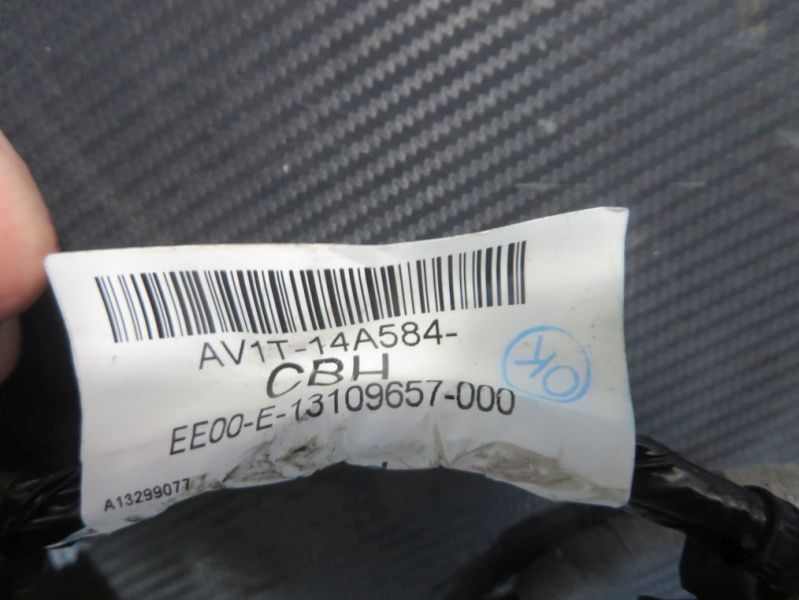 AV1T-14A584-
CBH
EE00-E-13109657-000
A13299077
OK